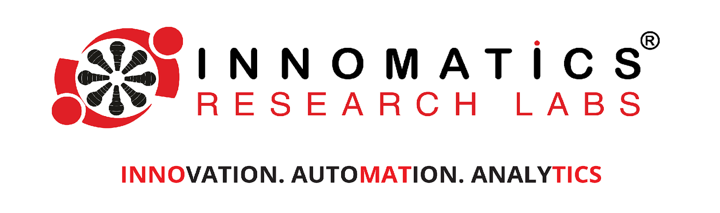 INNOMATICS®
RESEARCH LABS
INNOVATION. AUTOMATION. ANALYTICS